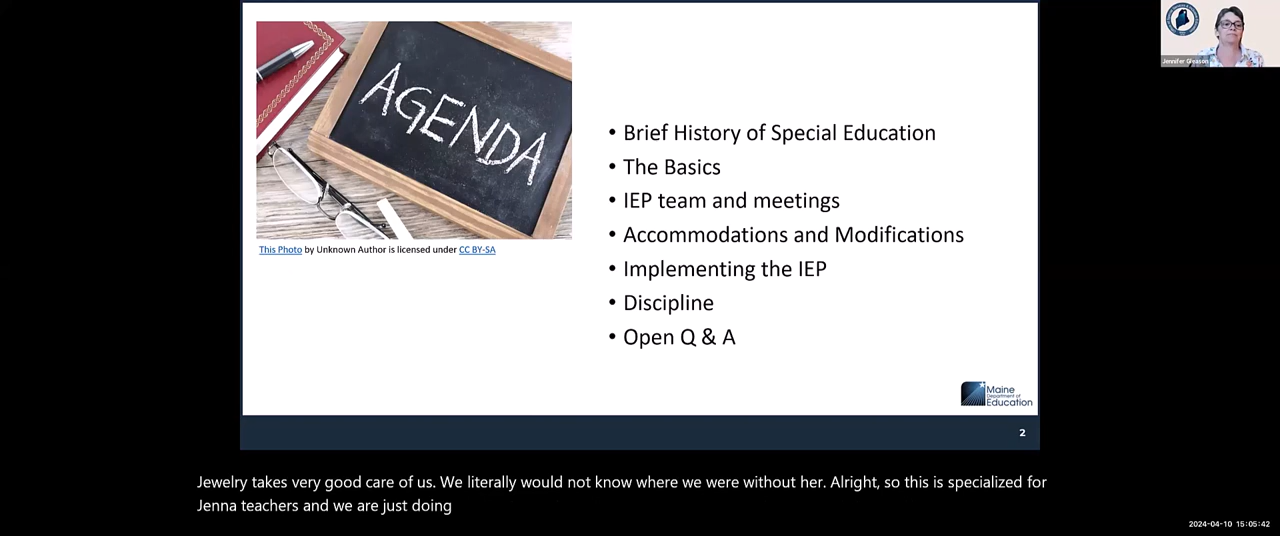 AGENDA
This Photo by Unknown Author is licensed under CC BY-SA
• Brief History of Special Education
• The Basics
• IEP team and meetings
• Accommodations and Modifications
• Implementing the IEP
• Discipline
• Open Q & A
Maine
Department of
Education
2
Jennifer Gleason
Jewelry takes very good care of us. We literally would not know where we were without her. Alright, so this is specialized for
Jenna teachers and we are just doing
2024-04-10 15:05:42